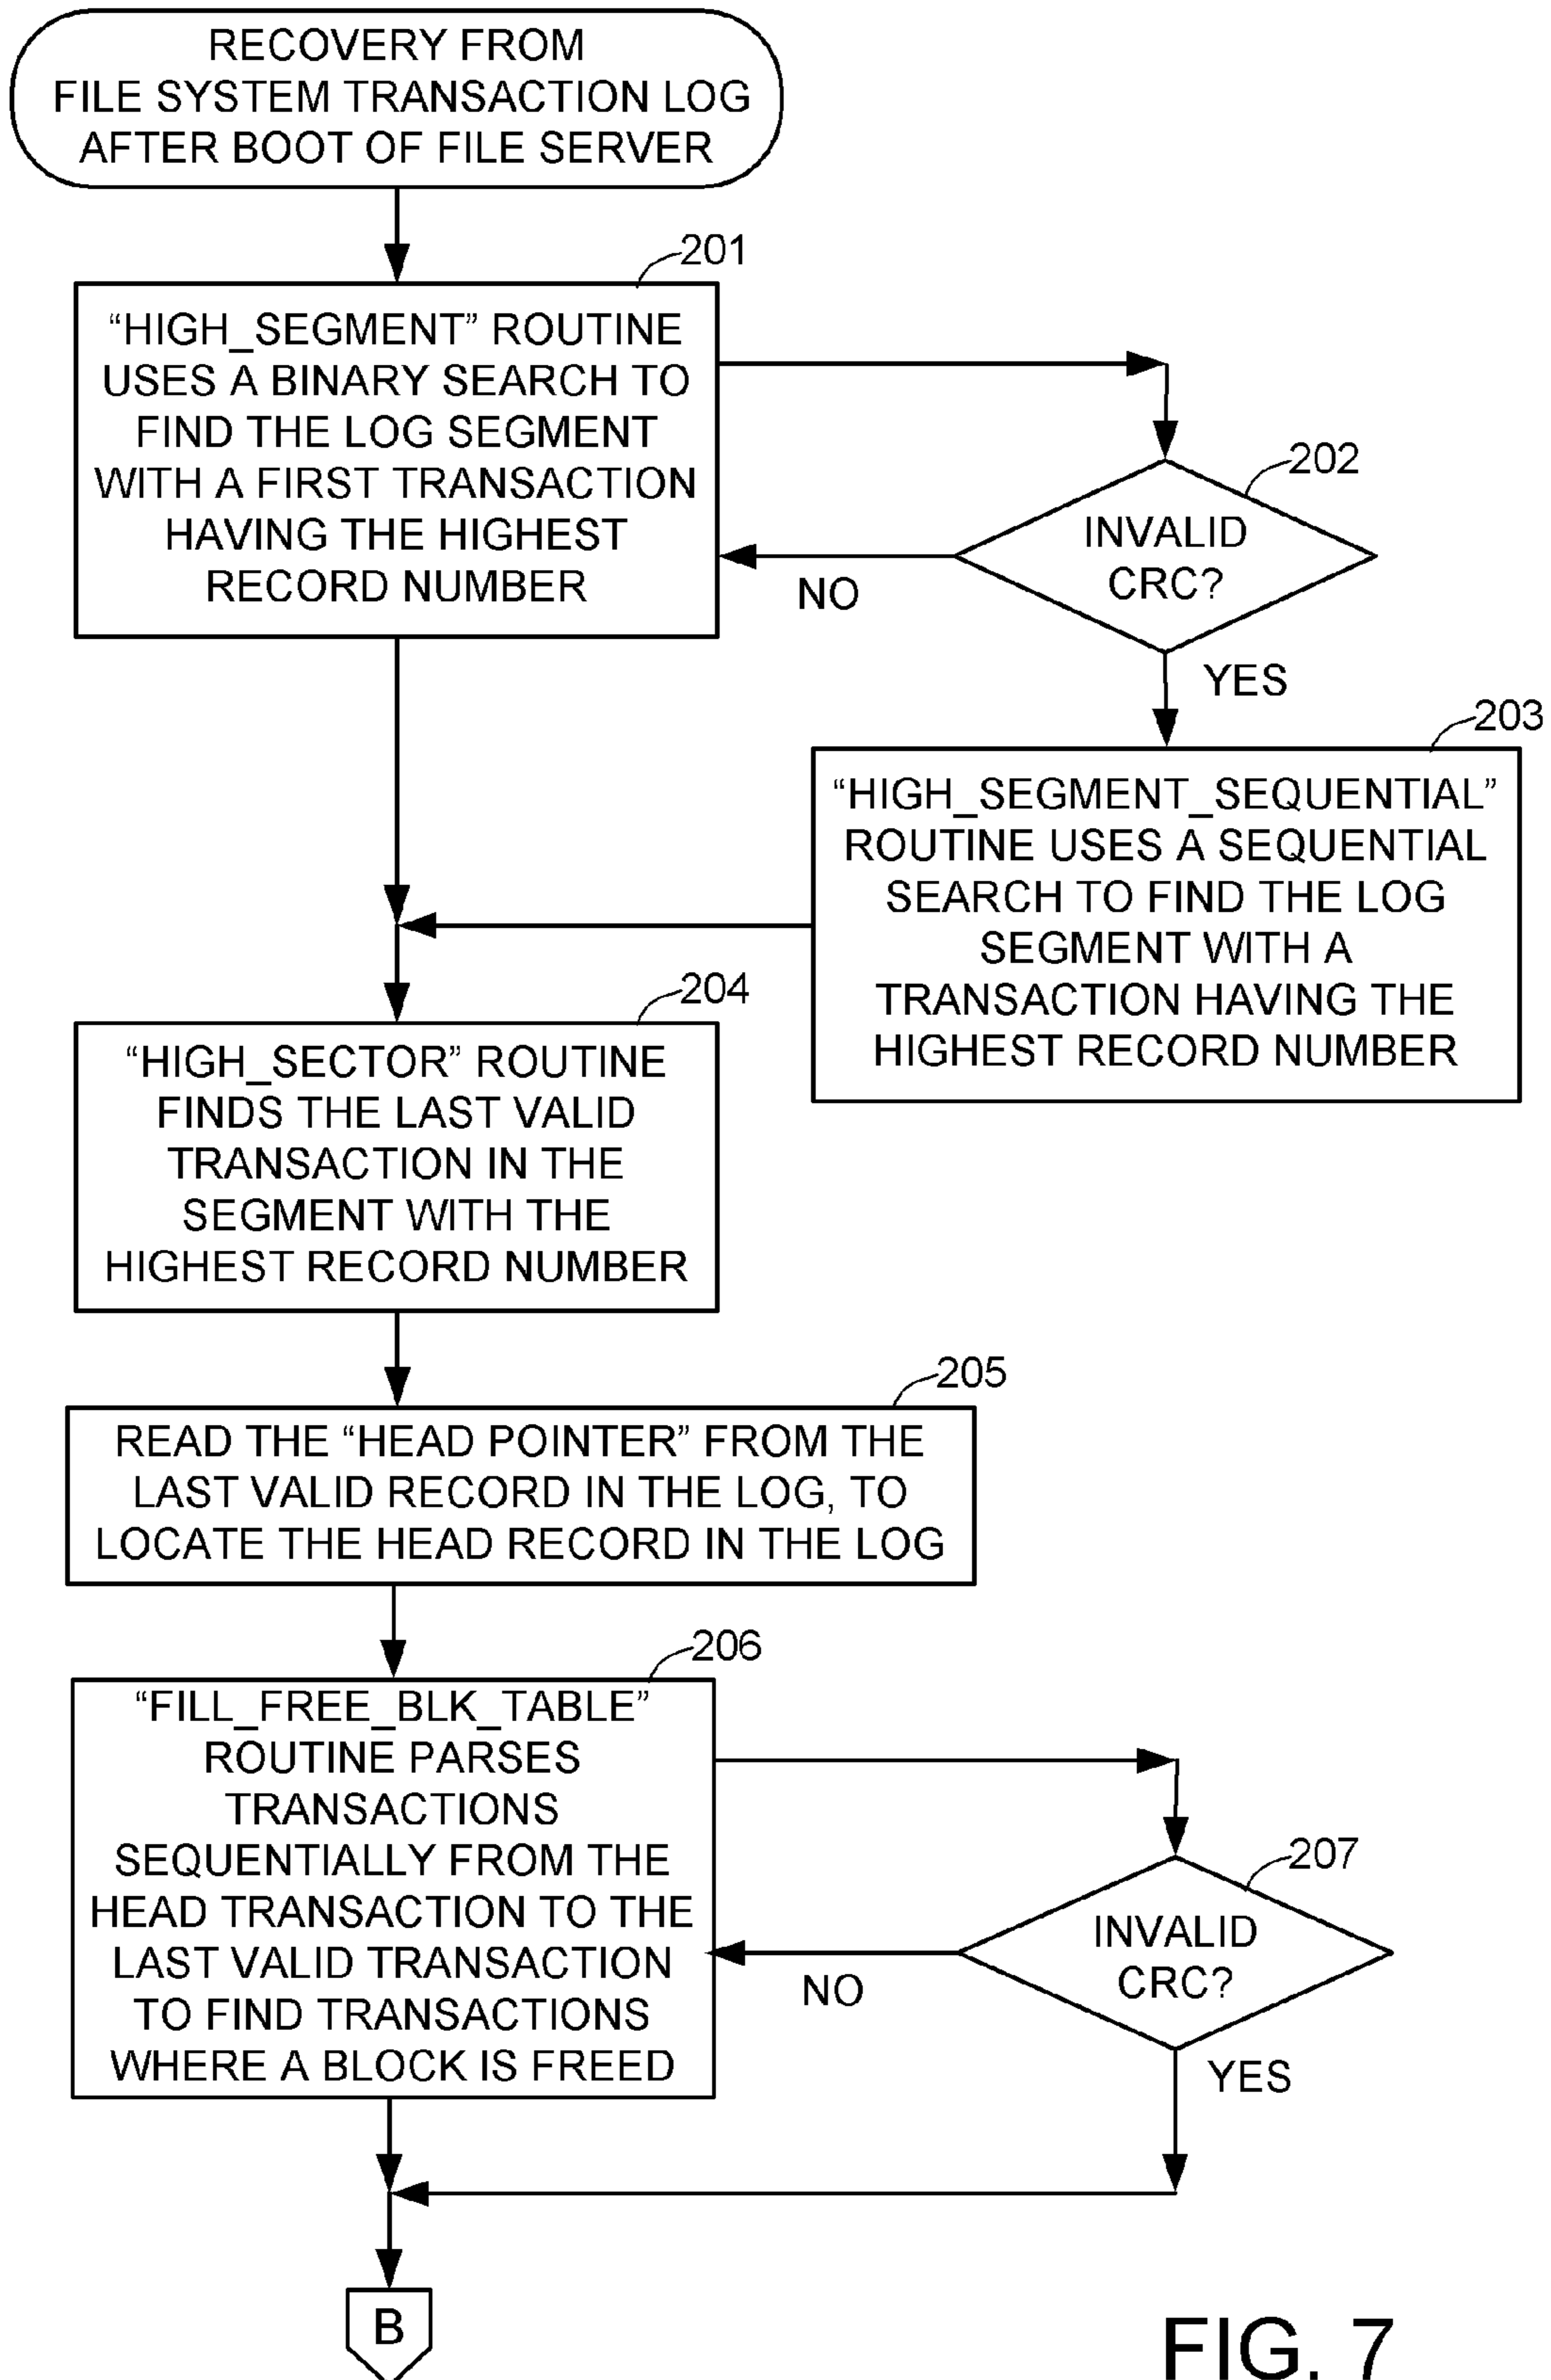 RECOVERY FROM
FILE SYSTEM TRANSACTION LOG
AFTER BOOT OF FILE SERVER
201
“HIGH_SEGMENT” ROUTINE
USES A BINARY SEARCH TO
FIND THE LOG SEGMENT
WITH A FIRST TRANSACTION
HAVING THE HIGHEST
RECORD NUMBER
202
INVALID
CRC?
NO
YES
203
“HIGH_SEGMENT_SEQUENTIAL”
ROUTINE USES A SEQUENTIAL
SEARCH TO FIND THE LOG
SEGMENT WITH A
TRANSACTION HAVING THE
HIGHEST RECORD NUMBER
204
“HIGH_SECTOR” ROUTINE
FINDS THE LAST VALID
TRANSACTION IN THE
SEGMENT WITH THE
HIGHEST RECORD NUMBER
205
READ THE “HEAD POINTER” FROM THE
LAST VALID RECORD IN THE LOG, TO
LOCATE THE HEAD RECORD IN THE LOG
206
“FILL_FREE_BLK_TABLE”
ROUTINE PARSES
TRANSACTIONS
SEQUENTIALLY FROM THE
HEAD TRANSACTION TO THE
LAST VALID TRANSACTION
TO FIND TRANSACTIONS
WHERE A BLOCK IS FREED
207
INVALID
CRC?
NO
YES
B
FIG. 7